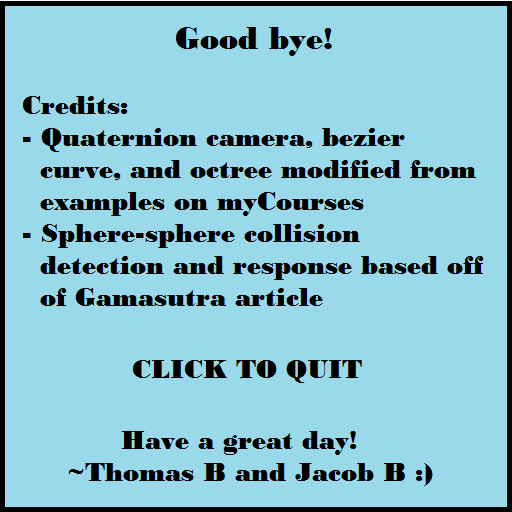 Good bye!
Credits:
- Quaternion camera, bezier
curve, and octree modified from
examples on myCourses
- Sphere-sphere collision
detection and response based off
of Gamasutra article
CLICK TO QUIT
Have a great day!
~Thomas B and Jacob B :)